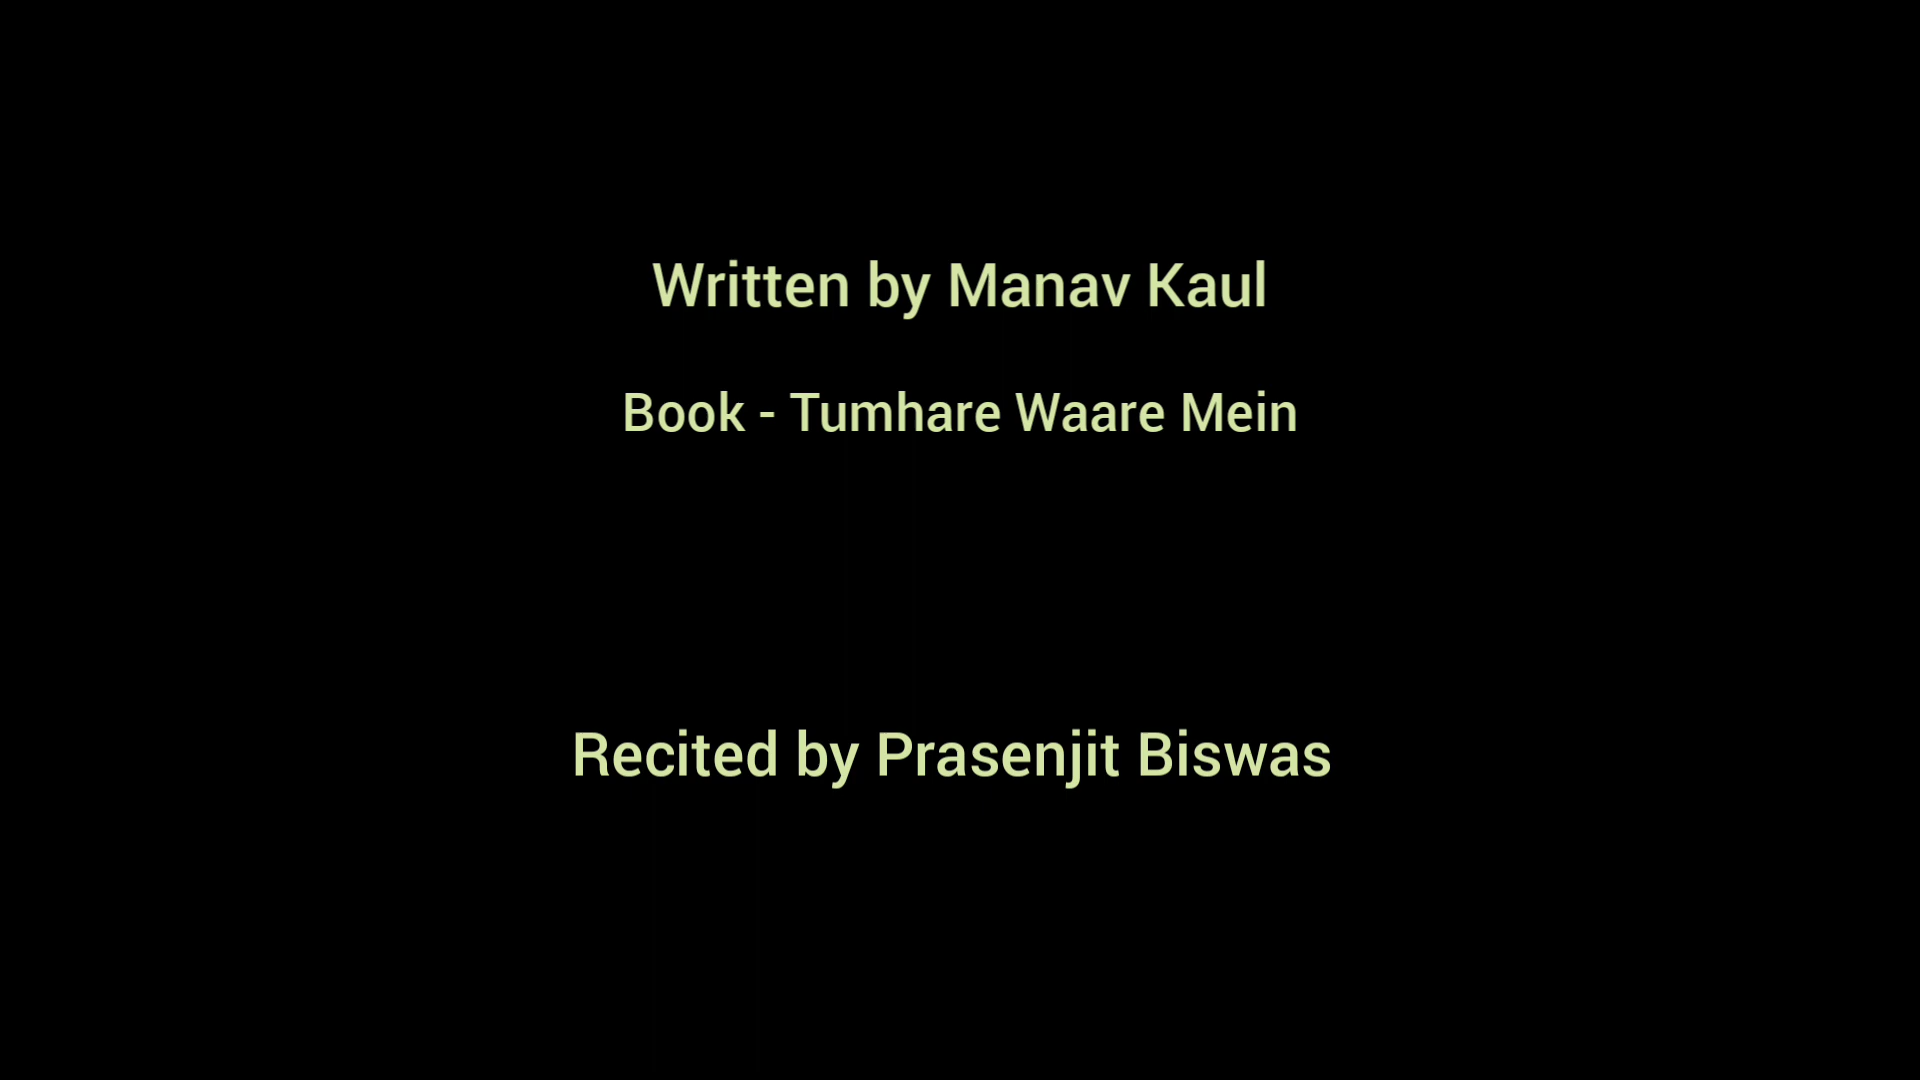 Written by Manav Kaul
Book - Tumhare Waare Mein
Recited by Prasenjit Biswas